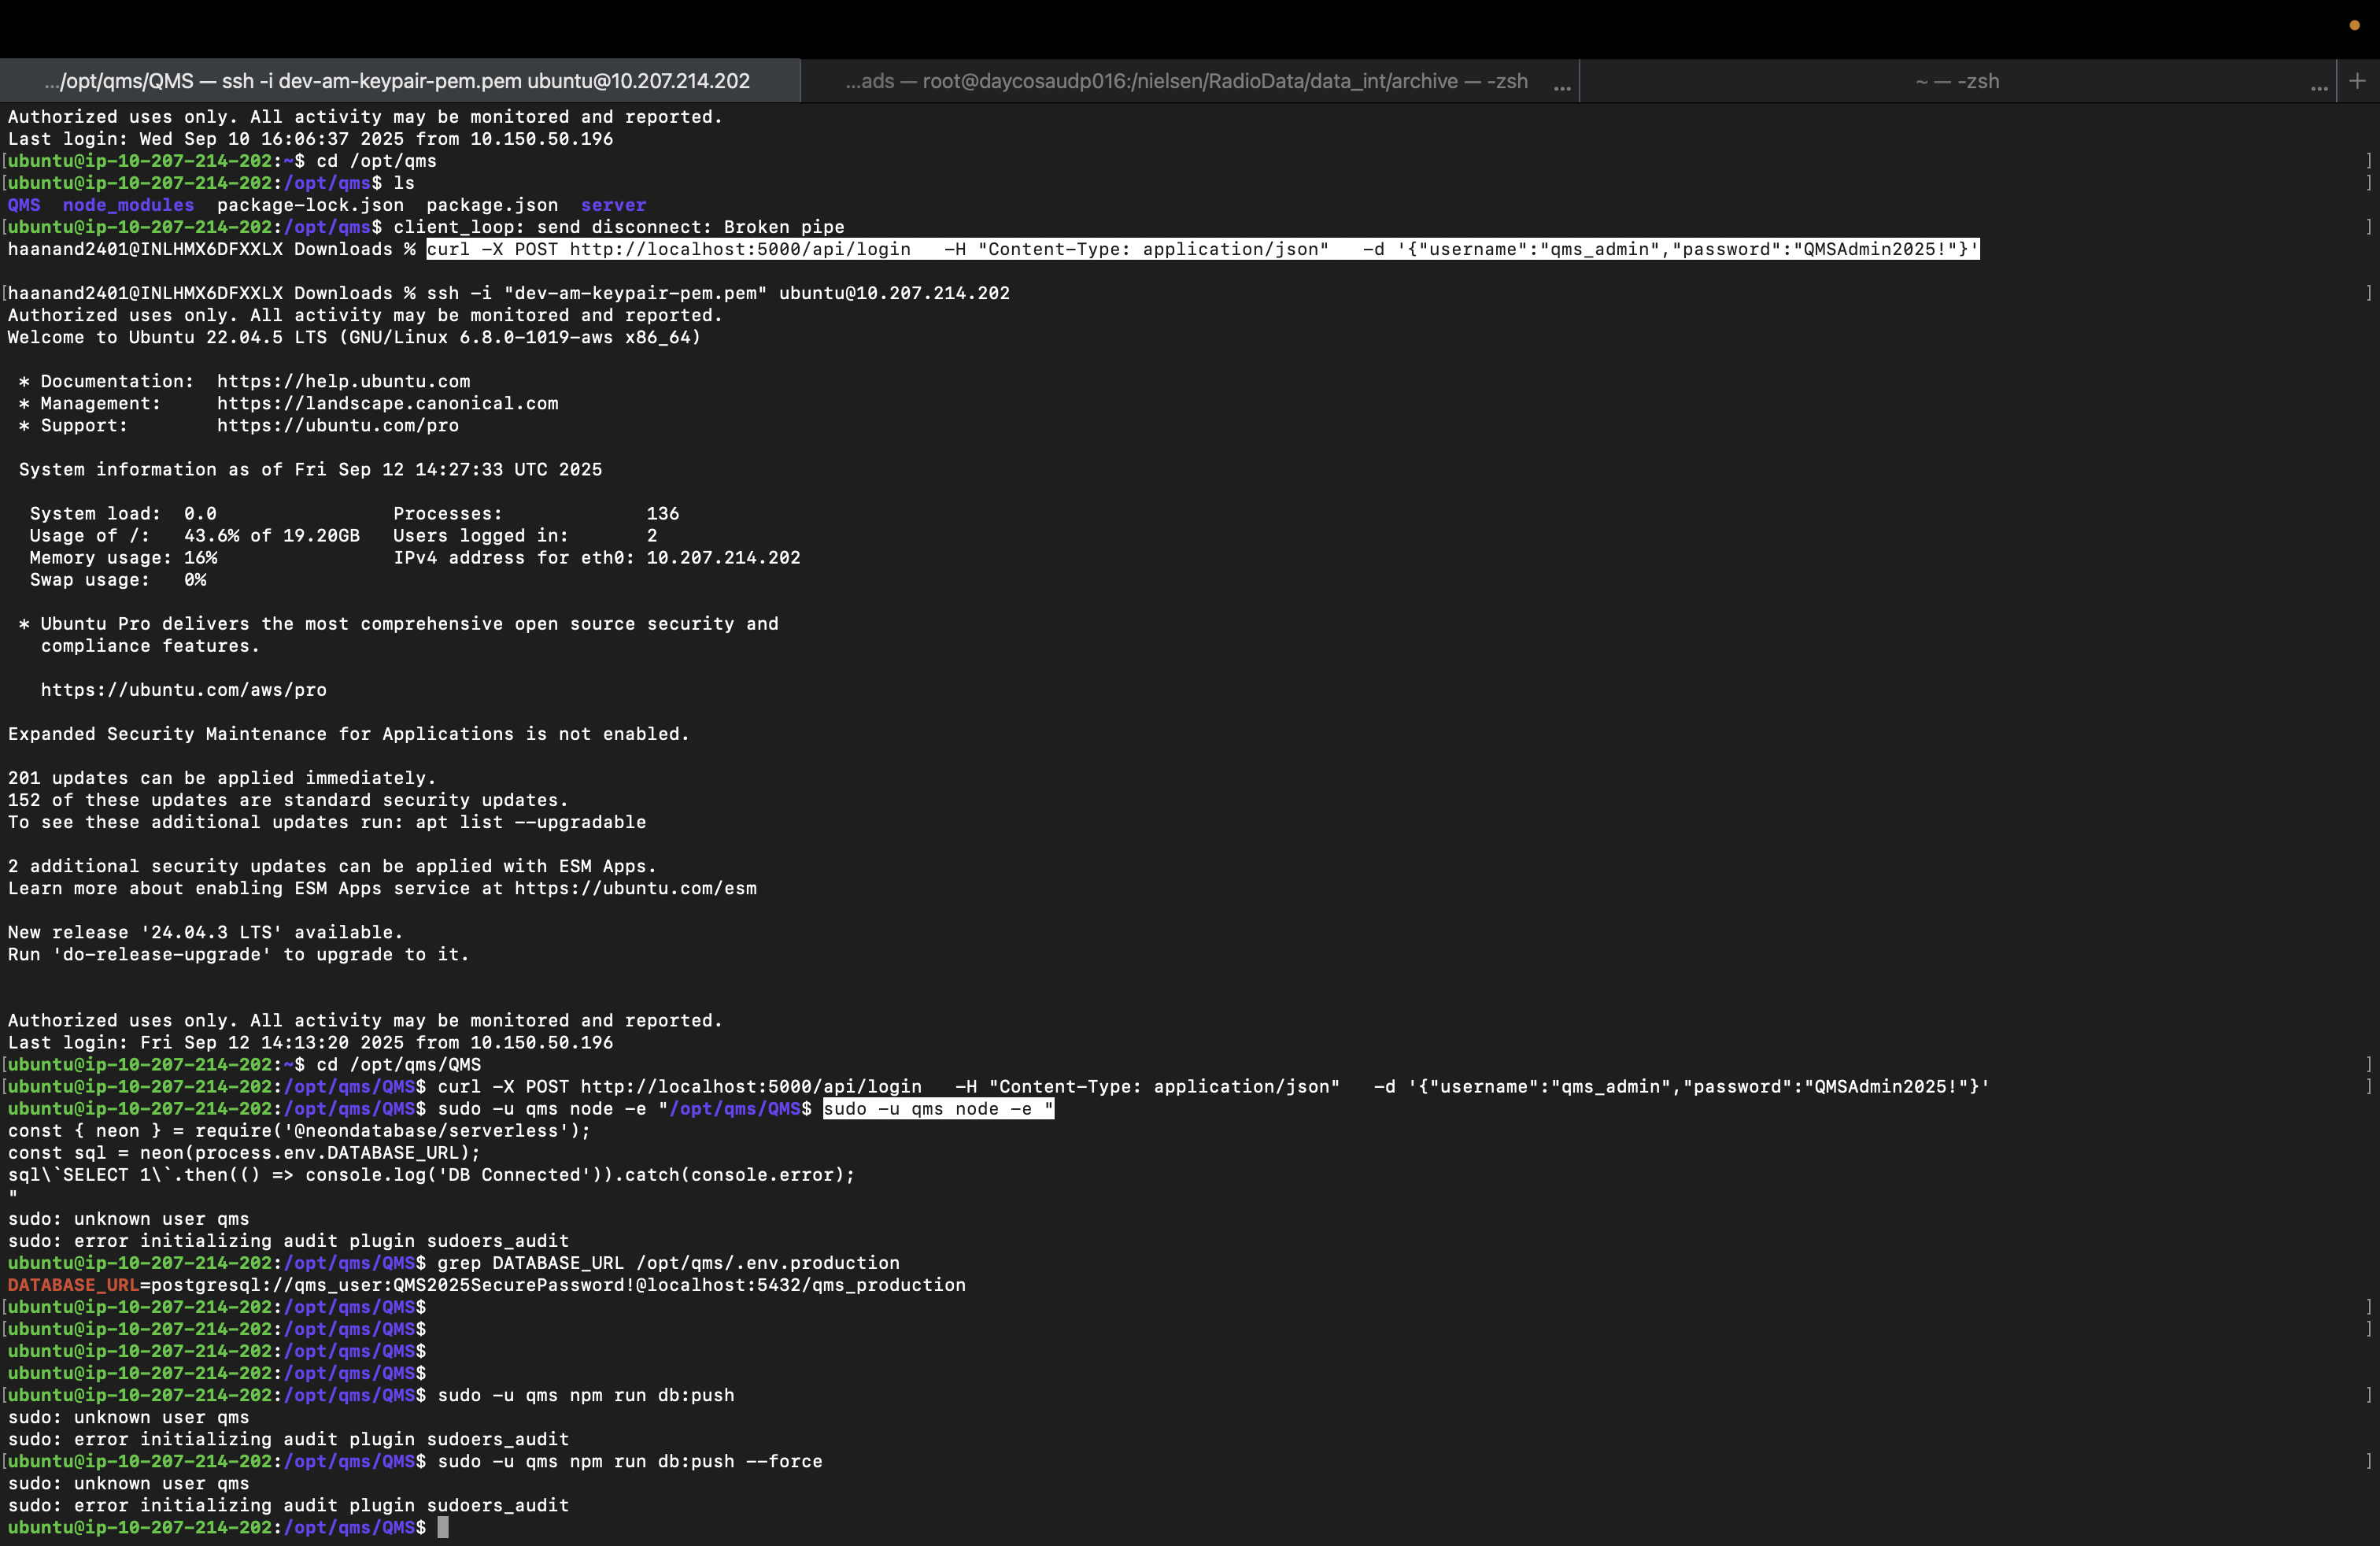 .../opt/qms/QMS — ssh -i dev-am-keypair-pem.pem ubuntu@10.207.214.202
...ads — root@daycosaudp016:/nielsen/RadioData/data_int/archive — -zsh ...
~ — -zsh ... +
Authorized uses only. All activity may be monitored and reported.
Last login: Wed Sep 10 16:06:37 2025 from 10.150.50.196
[ubuntu@ip-10-207-214-202:~$ cd /opt/qms ]
[ubuntu@ip-10-207-214-202:/opt/qms$ ls ]
QMS  node_modules  package-lock.json  package.json  server
[ubuntu@ip-10-207-214-202:/opt/qms$ client_loop: send disconnect: Broken pipe ]
haanand2401@INLHMX6DFXXLX Downloads % curl -X POST http://localhost:5000/api/login   -H "Content-Type: application/json"   -d '{"username":"qms_admin","password":"QMSAdmin2025!"}'
[haanand2401@INLHMX6DFXXLX Downloads % ssh -i "dev-am-keypair-pem.pem" ubuntu@10.207.214.202 ]
Authorized uses only. All activity may be monitored and reported.
Welcome to Ubuntu 22.04.5 LTS (GNU/Linux 6.8.0-1019-aws x86_64)
 * Documentation:  https://help.ubuntu.com
 * Management:     https://landscape.canonical.com
 * Support:        https://ubuntu.com/pro
 System information as of Fri Sep 12 14:27:33 UTC 2025
  System load:  0.0                Processes:             136
  Usage of /:   43.6% of 19.20GB   Users logged in:       2
  Memory usage: 16%                IPv4 address for eth0: 10.207.214.202
  Swap usage:   0%
 * Ubuntu Pro delivers the most comprehensive open source security and
   compliance features.
   https://ubuntu.com/aws/pro
Expanded Security Maintenance for Applications is not enabled.
201 updates can be applied immediately.
152 of these updates are standard security updates.
To see these additional updates run: apt list --upgradable
2 additional security updates can be applied with ESM Apps.
Learn more about enabling ESM Apps service at https://ubuntu.com/esm
New release '24.04.3 LTS' available.
Run 'do-release-upgrade' to upgrade to it.
Authorized uses only. All activity may be monitored and reported.
Last login: Fri Sep 12 14:13:20 2025 from 10.150.50.196
[ubuntu@ip-10-207-214-202:~$ cd /opt/qms/QMS ]
[ubuntu@ip-10-207-214-202:/opt/qms/QMS$ curl -X POST http://localhost:5000/api/login   -H "Content-Type: application/json"   -d '{"username":"qms_admin","password":"QMSAdmin2025!"}' ]
ubuntu@ip-10-207-214-202:/opt/qms/QMS$ sudo -u qms node -e "/opt/qms/QMS$ sudo -u qms node -e "
const { neon } = require('@neondatabase/serverless');
const sql = neon(process.env.DATABASE_URL);
sql\`SELECT 1\`.then(() => console.log('DB Connected')).catch(console.error);
"
sudo: unknown user qms
sudo: error initializing audit plugin sudoers_audit
ubuntu@ip-10-207-214-202:/opt/qms/QMS$ grep DATABASE_URL /opt/qms/.env.production
DATABASE_URL=postgresql://qms_user:QMS2025SecurePassword!@localhost:5432/qms_production
[ubuntu@ip-10-207-214-202:/opt/qms/QMS$ ]
[ubuntu@ip-10-207-214-202:/opt/qms/QMS$ ]
ubuntu@ip-10-207-214-202:/opt/qms/QMS$
ubuntu@ip-10-207-214-202:/opt/qms/QMS$
[ubuntu@ip-10-207-214-202:/opt/qms/QMS$ sudo -u qms npm run db:push ]
sudo: unknown user qms
sudo: error initializing audit plugin sudoers_audit
[ubuntu@ip-10-207-214-202:/opt/qms/QMS$ sudo -u qms npm run db:push --force ]
sudo: unknown user qms
sudo: error initializing audit plugin sudoers_audit
ubuntu@ip-10-207-214-202:/opt/qms/QMS$